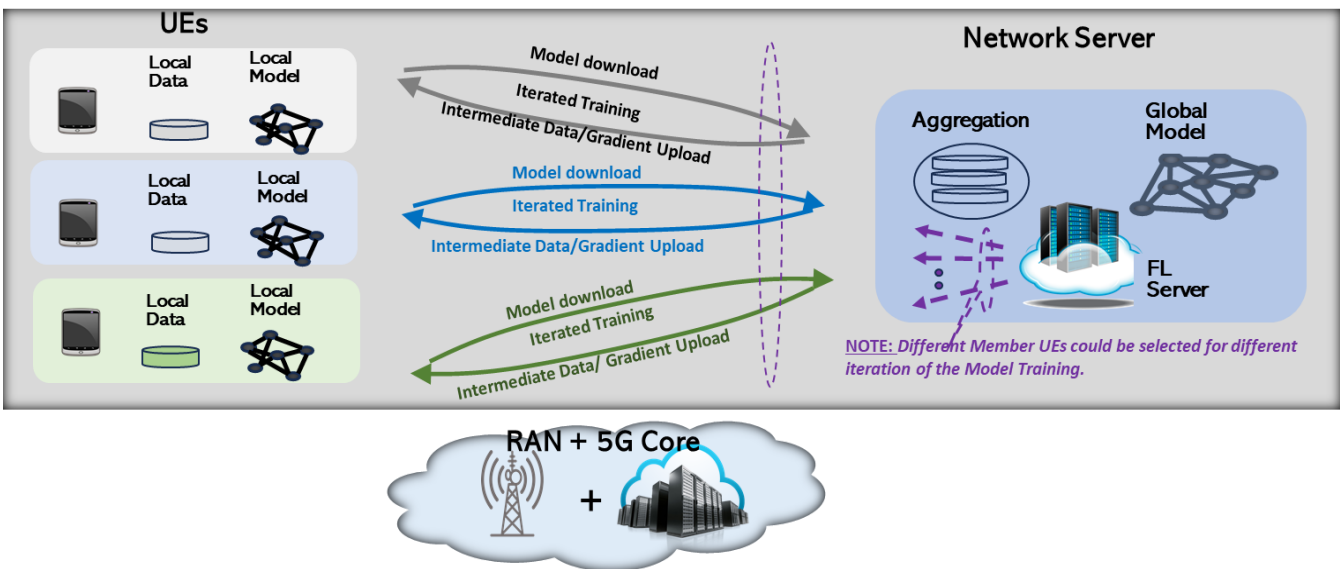 UEs
Network Server
Local
Data
Local
Model
Model download
Iterated Training
Intermediate Data/Gradient Upload
Local
Data
Local
Model
Model download
Iterated Training
Intermediate Data/Gradient Upload
Local
Data
Local
Model
Model download
Iterated Training
Intermediate Data/ Gradient Upload
Aggregation
Global
Model
FL
Server
NOTE: Different Member UEs could be selected for different
iteration of the Model Training.
RAN + 5G Core
+